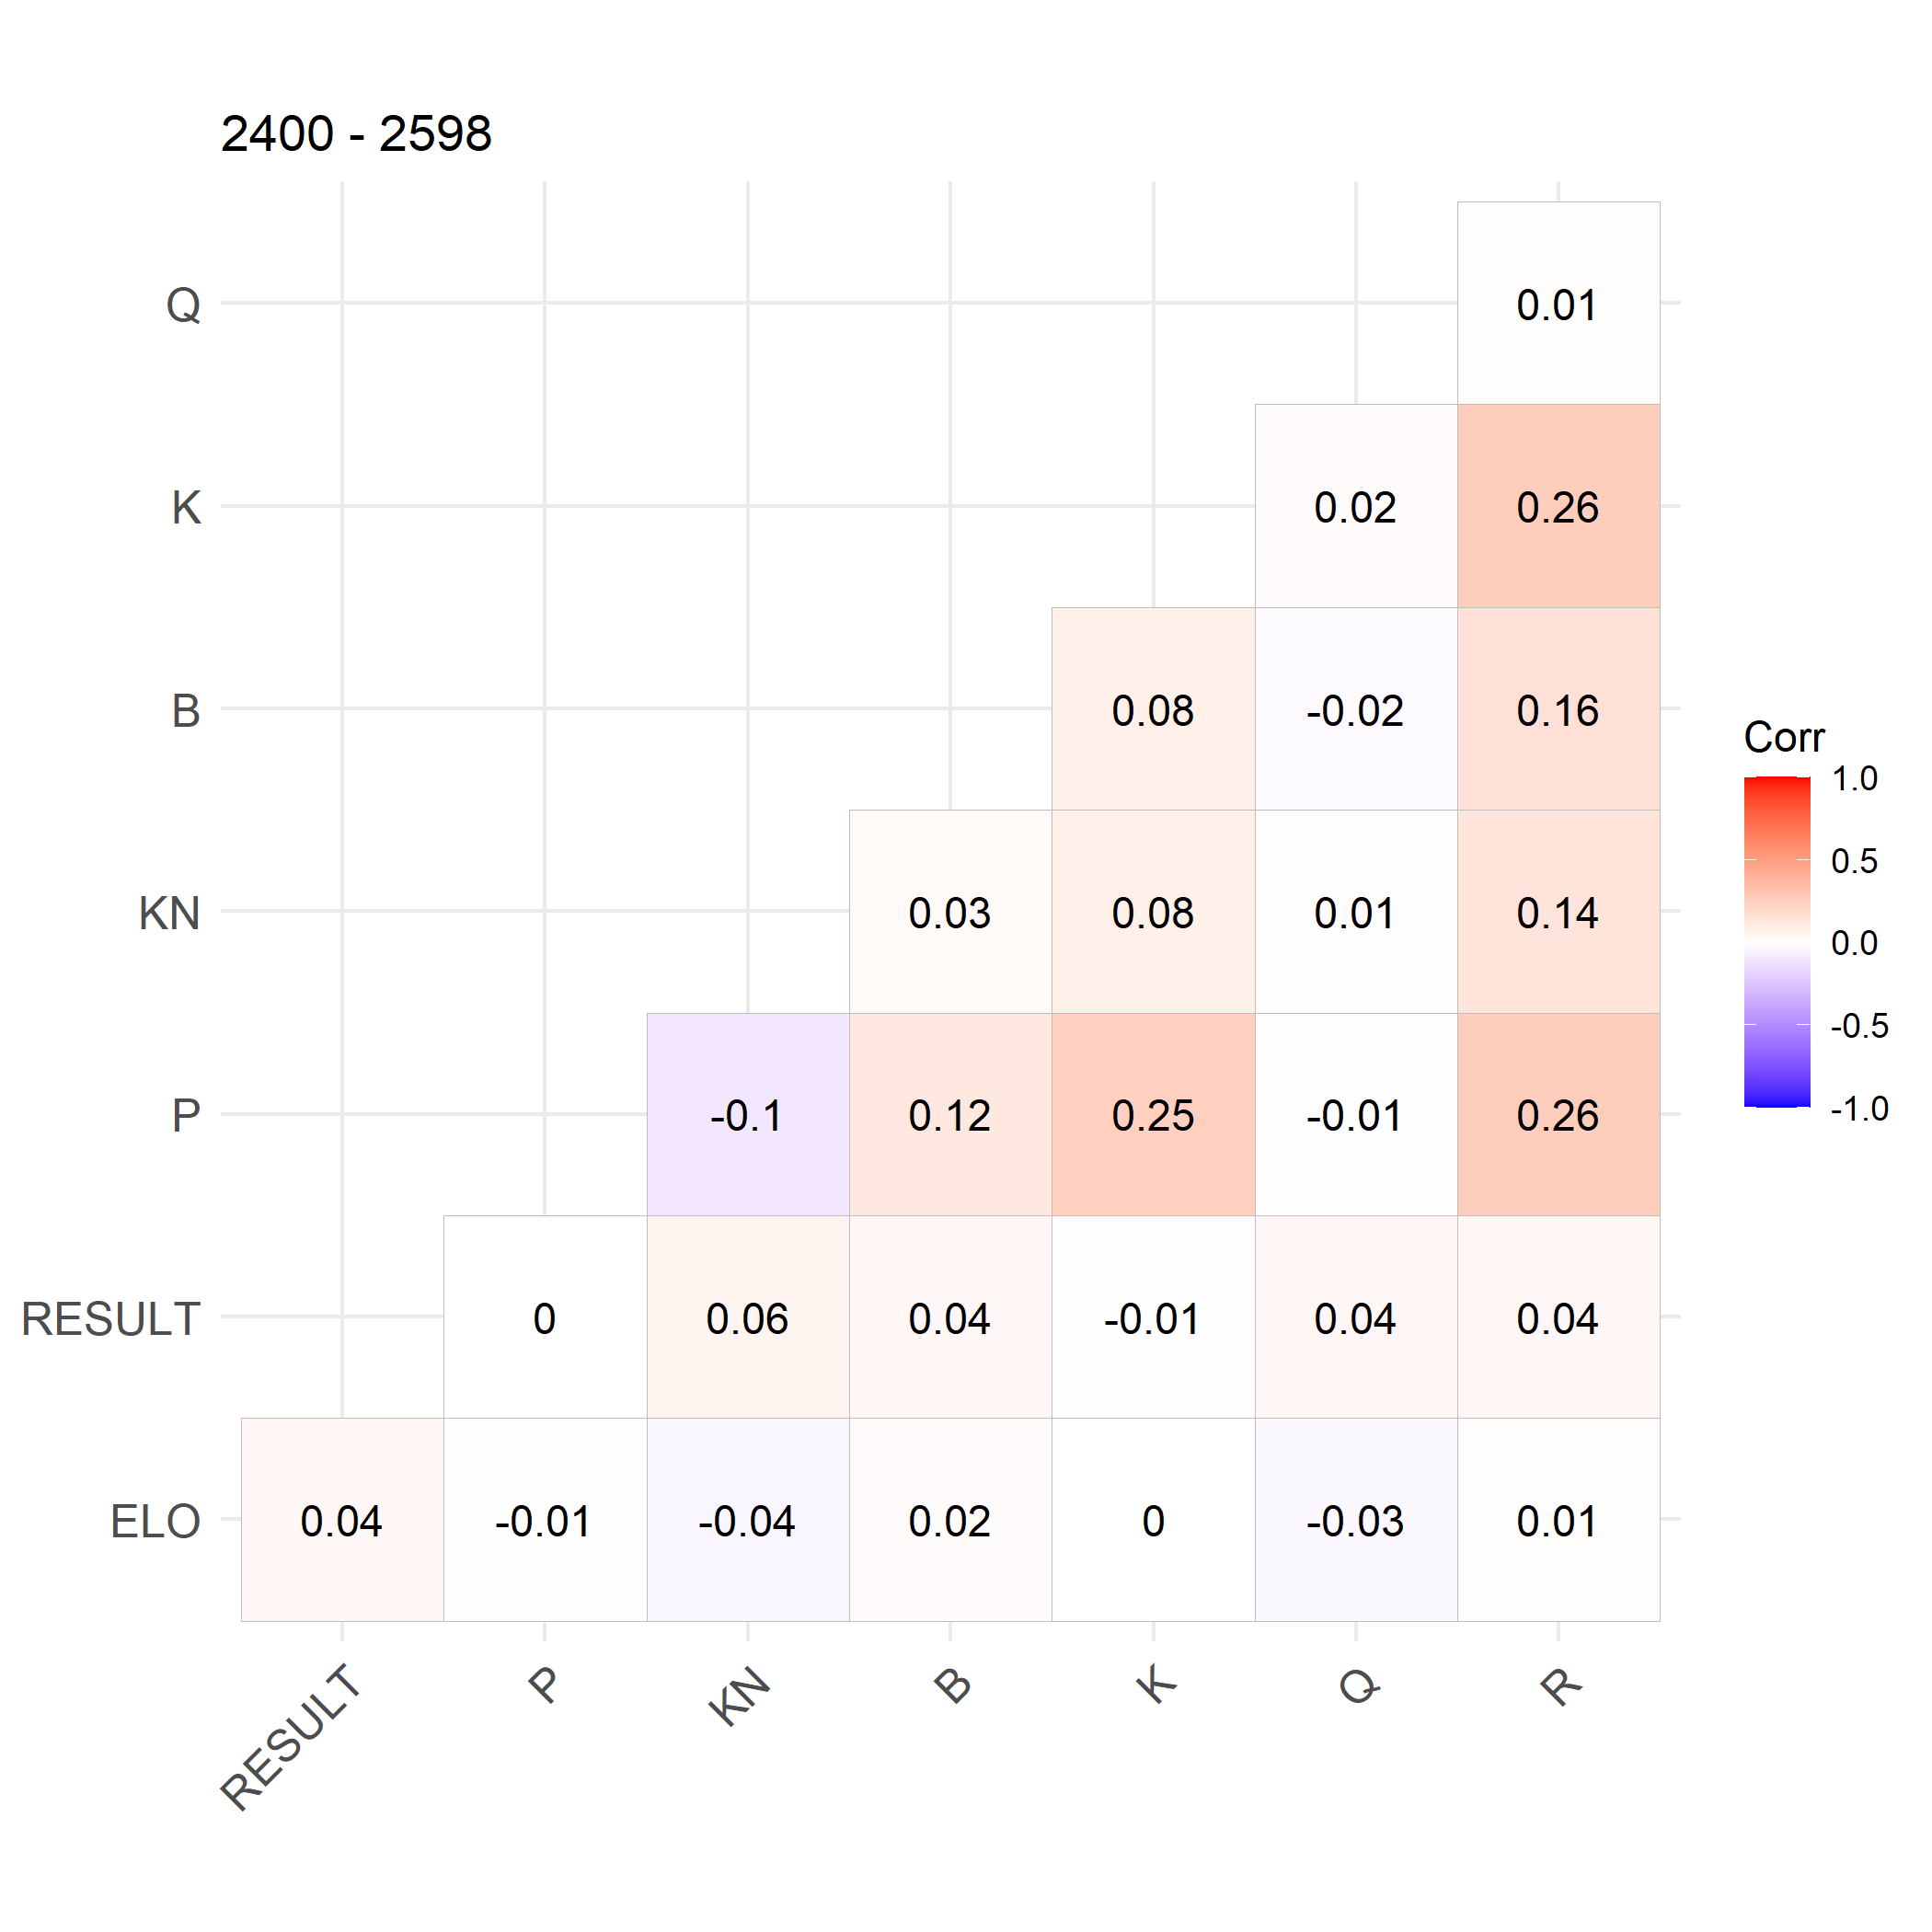 2400 - 2598
Q 0.01
K 0.02 0.26
B 0.08 -0.02 0.16
KN 0.03 0.08 0.01 0.14
P -0.1 0.12 0.25 -0.01 0.26
RESULT 0 0.06 0.04 -0.01 0.04 0.04
ELO 0.04 -0.01 -0.04 0.02 0 -0.03 0.01
RESULT P KN B K Q R
Corr
1.0
0.5
0.0
-0.5
-1.0